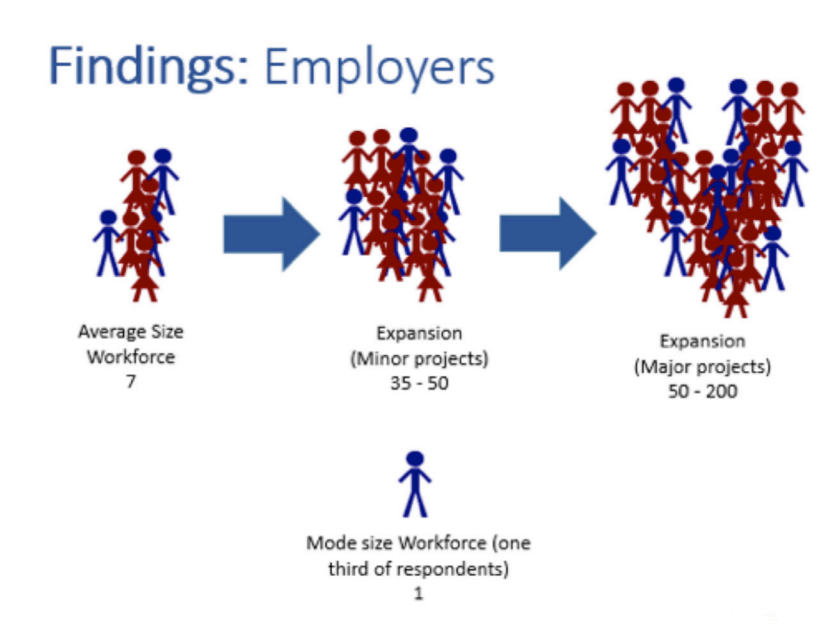 Findings: Employers
Average Size
Workforce
7
Expansion
(Minor projects)
35 - 50
Expansion
(Major projects)
50 - 200
Mode size Workforce (one
third of respondents)
1